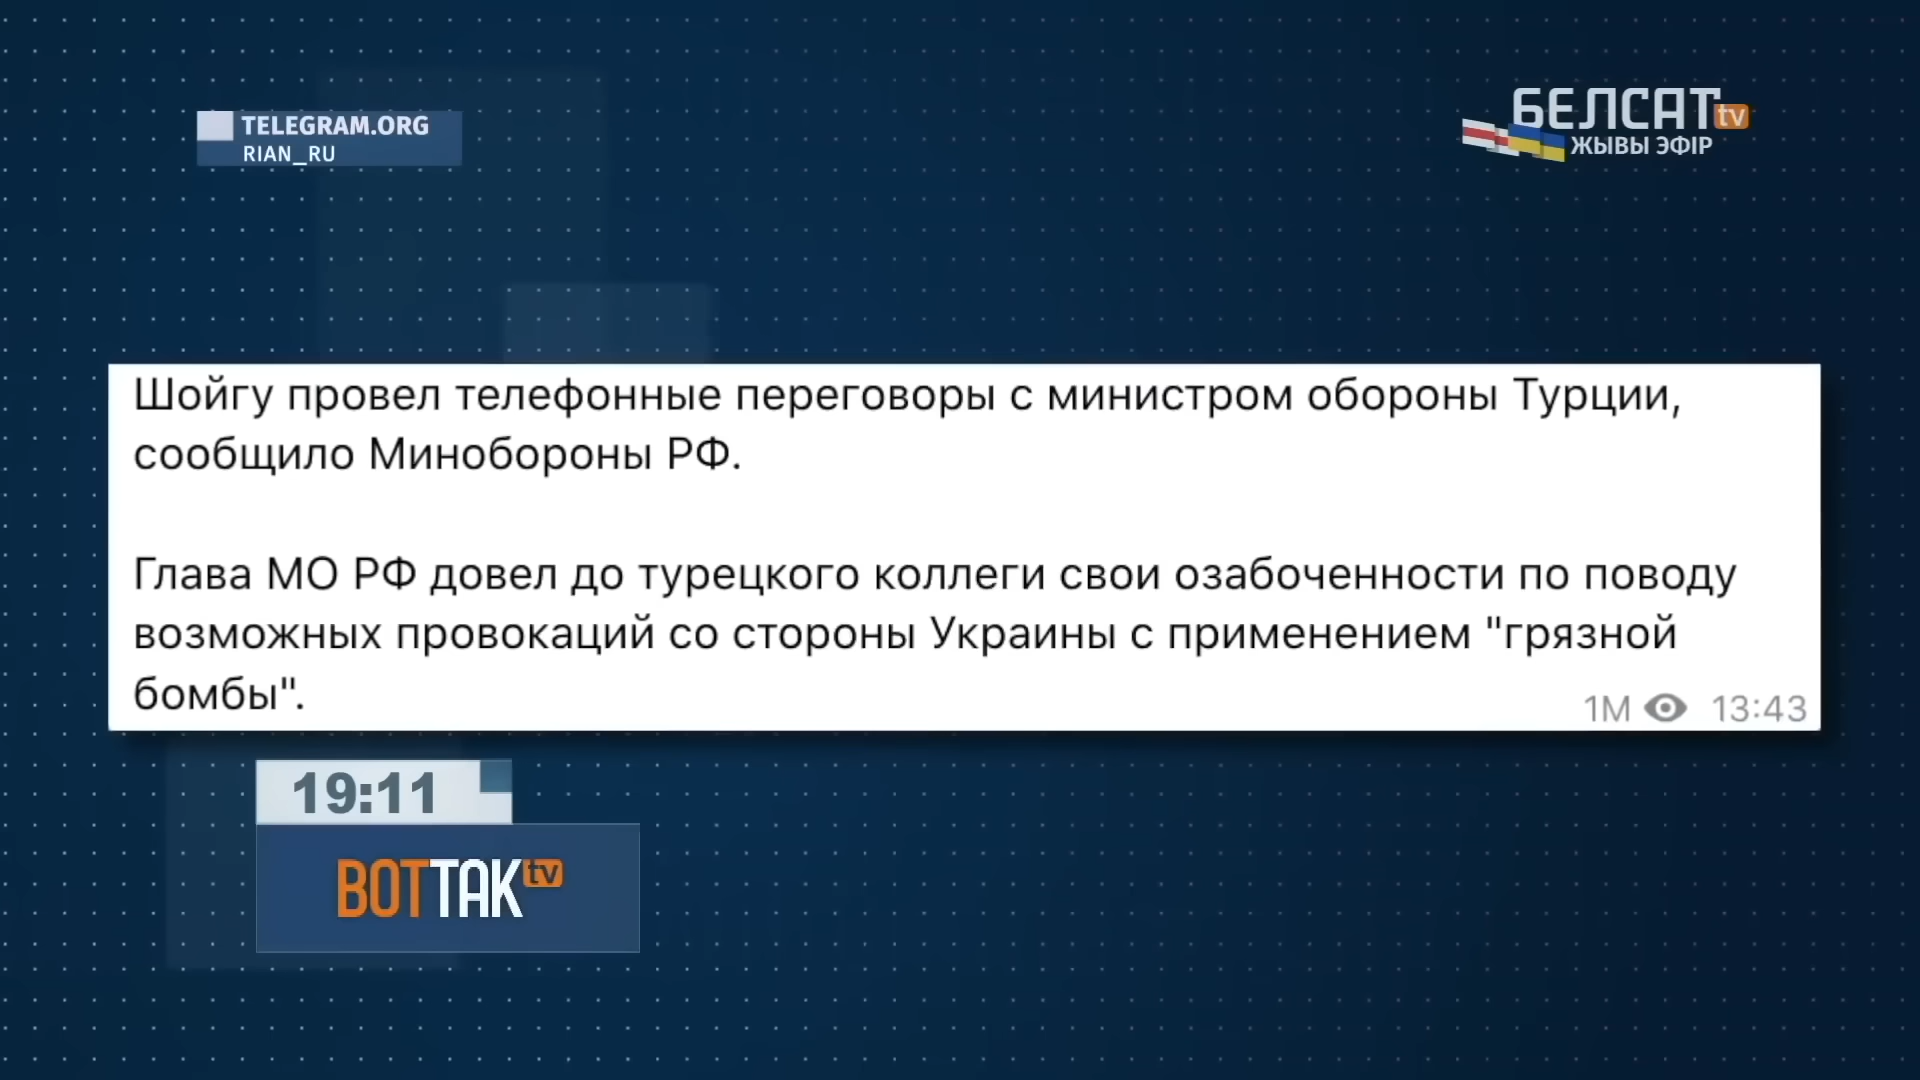 TELEGRAM.ORG
RIAN_RU
БЕЛСАТ tv
ЖЫВЫ ЭФІР
Шойгу провел телефонные переговоры с министром обороны Турции,
сообщило Минобороны РФ.
Глава МО РФ довел до турецкого коллеги свои озабоченности по поводу
возможных провокаций со стороны Украины с применением "грязной
бомбы".
1M 13:43
19:11
ВОТТАК tv